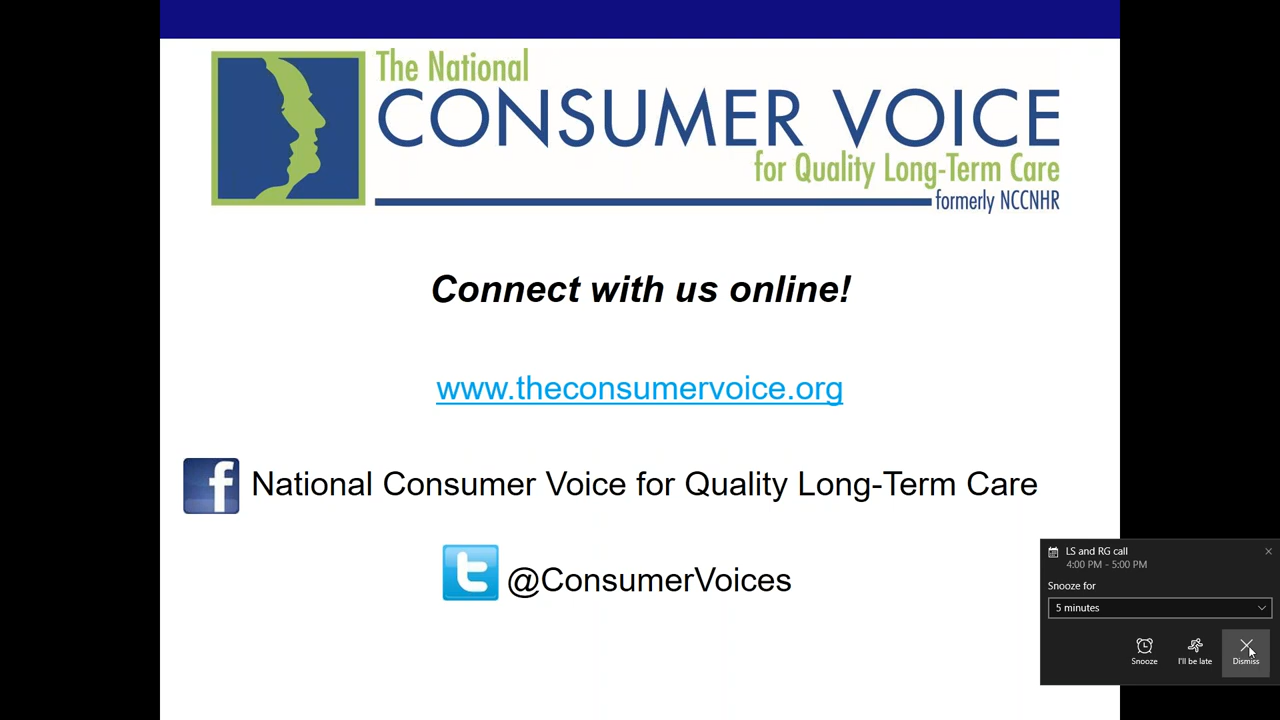 The National
CONSUMER VOICE
for Quality Long-Term Care
formerly NCCNHR
Connect with us online!
www.theconsumervoice.org
f National Consumer Voice for Quality Long-Term Care
t @ConsumerVoices
LS and RG call
4:00 PM - 5:00 PM
Snooze for
5 minutes
Snooze I'll be late Dismiss